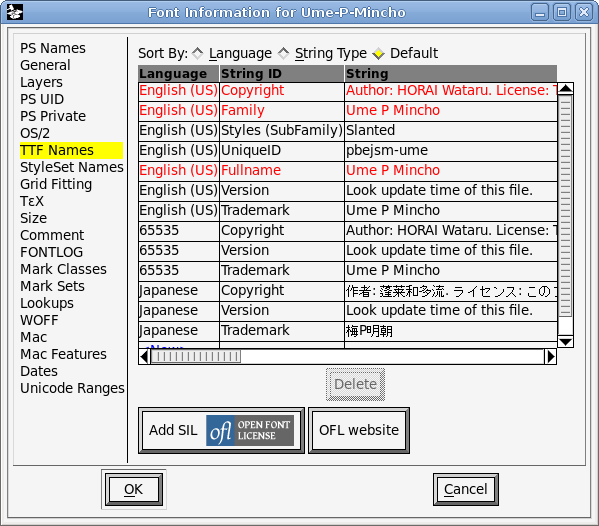 Font Information for Ume-P-Mincho
PS Names
General
Layers
PS UID
PS Private
OS/2
TTF Names
StyleSet Names
Grid Fitting
TεX
Size
Comment
FONTLOG
Mark Classes
Mark Sets
Lookups
WOFF
Mac
Mac Features
Dates
Unicode Ranges
Sort By: Language String Type Default
Language String ID String
English (US) Copyright Author: HORAI Wataru. License: T
English (US) Family Ume P Mincho
English (US) Styles (SubFamily) Slanted
English (US) UniqueID pbejsm-ume
English (US) Fullname Ume P Mincho
English (US) Version Look update time of this file.
English (US) Trademark Ume P Mincho
65535 Copyright Author: HORAI Wataru. License: T
65535 Version Look update time of this file.
65535 Trademark Ume P Mincho
Japanese Copyright 作者: 蓬莱和多流. ライセンス: この
Japanese Version Look update time of this file.
Japanese Trademark 梅P明朝
Delete
Add SIL ofl OPEN FONT LICENSE
OFL website
OK
Cancel